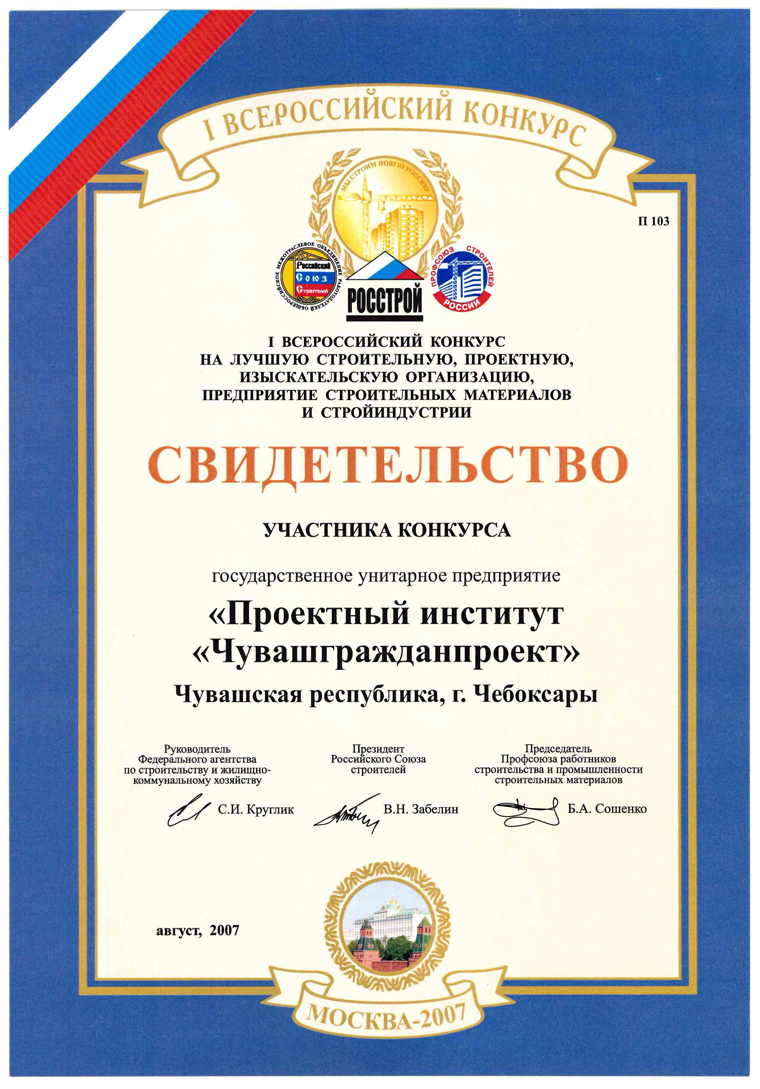 I ВСЕРОССИЙСКИЙ КОНКУРС
П 103
МЫ СТРОИМ НОВУЮ РОССИЮ
ОБЩЕРОССИЙСКОЕ МЕЖОТРАСЛЕВОЕ ОБЪЕДИНЕНИЕ РАБОТОДАТЕЛЕЙ
Российский
Союз
Строителей
РОССТРОЙ
ПРОФСОЮЗ СТРОИТЕЛЕЙ
РОССИИ
I ВСЕРОССИЙСКИЙ КОНКУРС
НА ЛУЧШУЮ СТРОИТЕЛЬНУЮ, ПРОЕКТНУЮ,
ИЗЫСКАТЕЛЬСКУЮ ОРГАНИЗАЦИЮ,
ПРЕДПРИЯТИЕ СТРОИТЕЛЬНЫХ МАТЕРИАЛОВ
И СТРОЙИНДУСТРИИ
СВИДЕТЕЛЬСТВО
УЧАСТНИКА КОНКУРСА
государственное унитарное предприятие
«Проектный институт
«Чувашгражданпроект»
Чувашская республика, г. Чебоксары
Руководитель
Федерального агентства
по строительству и жилищно-
коммунальному хозяйству
С.И. Круглик
Президент
Российского Союза
строителей
В.Н. Забелин
Председатель
Профсоюза работников
строительства и промышленности
строительных материалов
Б.А. Сошенко
август, 2007
МОСКВА-2007